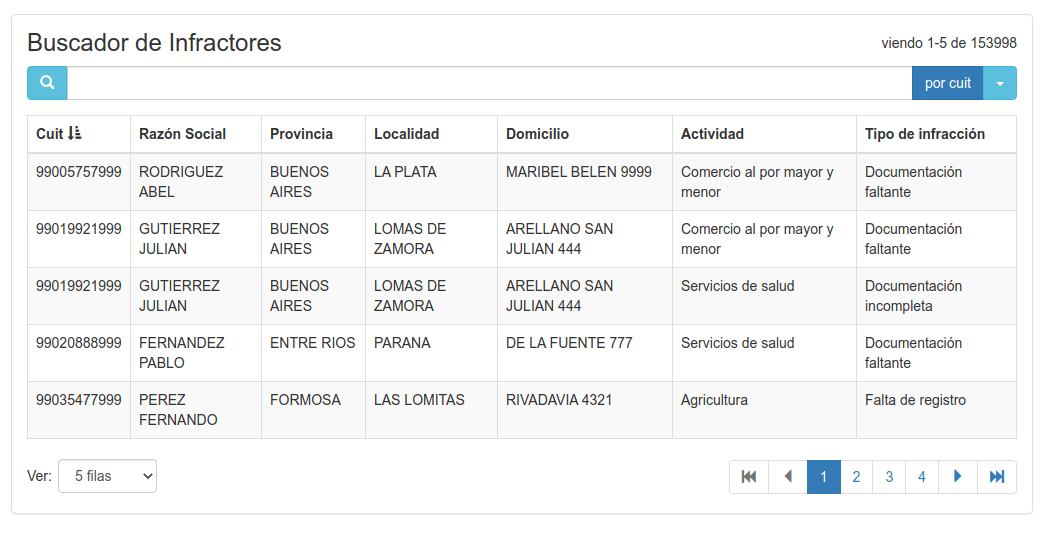 Buscador de Infractores
viendo 1-5 de 153998
por cuit
Cuit Razón Social Provincia Localidad Domicilio Actividad Tipo de infracción
99005757999 RODRIGUEZ BUENOS LA PLATA MARIBEL BELEN 9999 Comercio al por mayor y Documentación
ABEL AIRES menor faltante
99019921999 GUTIERREZ BUENOS LOMAS DE ARELLANO SAN Comercio al por mayor y Documentación
JULIAN AIRES ZAMORA JULIAN 444 menor faltante
99019921999 GUTIERREZ BUENOS LOMAS DE ARELLANO SAN Servicios de salud Documentación
JULIAN AIRES ZAMORA JULIAN 444 incompleta
99020888999 FERNANDEZ ENTRE RIOS PARANA DE LA FUENTE 777 Servicios de salud Documentación
PABLO faltante
99035477999 PEREZ FORMOSA LAS LOMITAS RIVADAVIA 4321 Agricultura Falta de registro
FERNANDO
Ver: 5 filas 1 2 3 4